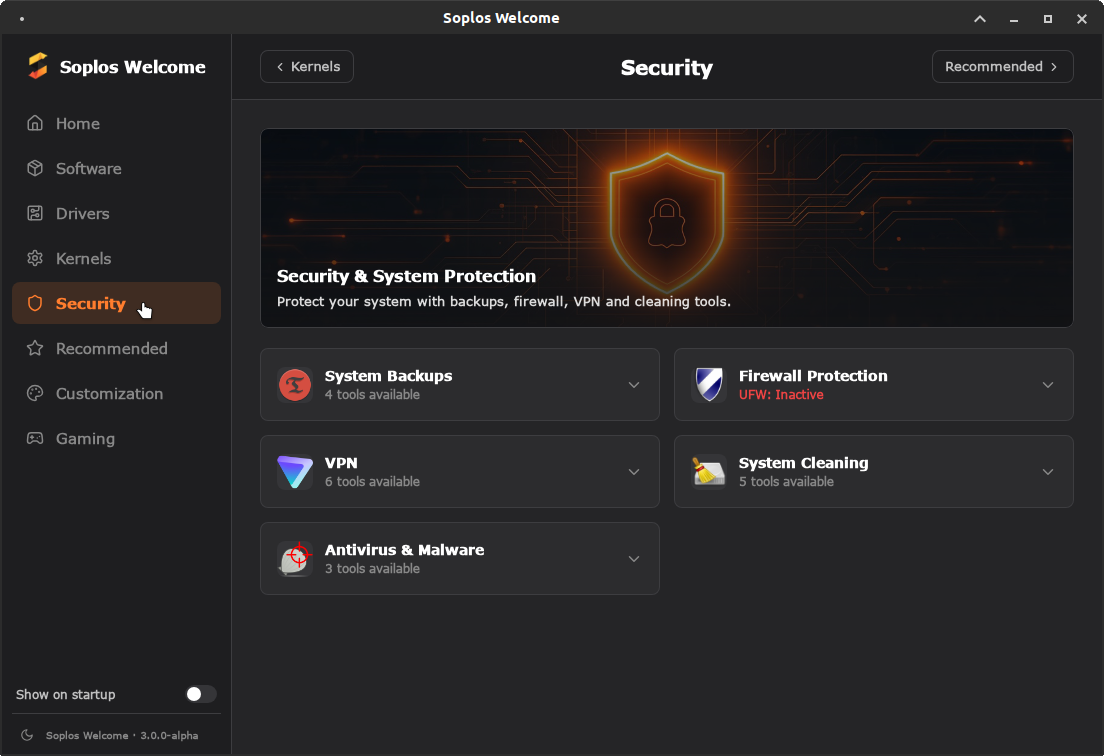 Soplos Welcome
Soplos Welcome
Home
Software
Drivers
Kernels
Security
Recommended
Customization
Gaming
Show on startup
Soplos Welcome · 3.0.0-alpha
Kernels
Security
Recommended
Security & System Protection
Protect your system with backups, firewall, VPN and cleaning tools.
System Backups
4 tools available
Firewall Protection
UFW: Inactive
VPN
6 tools available
System Cleaning
5 tools available
Antivirus & Malware
3 tools available